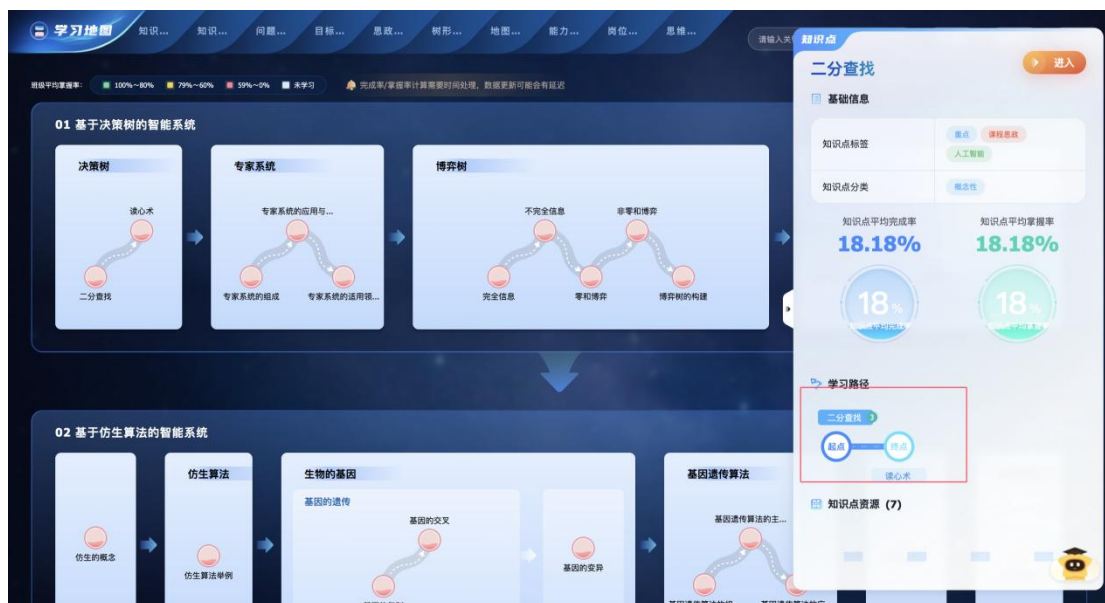 学习地图
知识...
知识...
问题...
目标...
思政...
树形...
地图...
能力...
岗位...
思维...
请输入关
班级平均掌握率：
100%~80%
79%~60%
59%~0%
未学习
完成率/掌握率计算需要时间处理，数据更新可能会有延迟
01 基于决策树的智能系统
决策树
读心术
二分查找
专家系统
专家系统的应用与...
专家系统的组成
专家系统的适用领...
博弈树
不完全信息
非零和博弈
完全信息
零和博弈
博弈树的构建
02 基于仿生算法的智能系统
仿生的概念
仿生算法
仿生算法举例
生物的基因
基因的遗传
基因的交叉
基因的变异
基因遗传算法
基因遗传算法的主...
知识点
二分查找
进入
基础信息
知识点标签
重点
课程思政
人工智能
知识点分类
概念性
知识点平均完成率
18.18%
18%
知识点平均掌握率
18.18%
18%
学习路径
二分查找 3
起点
终点
读心术
知识点资源 (7)